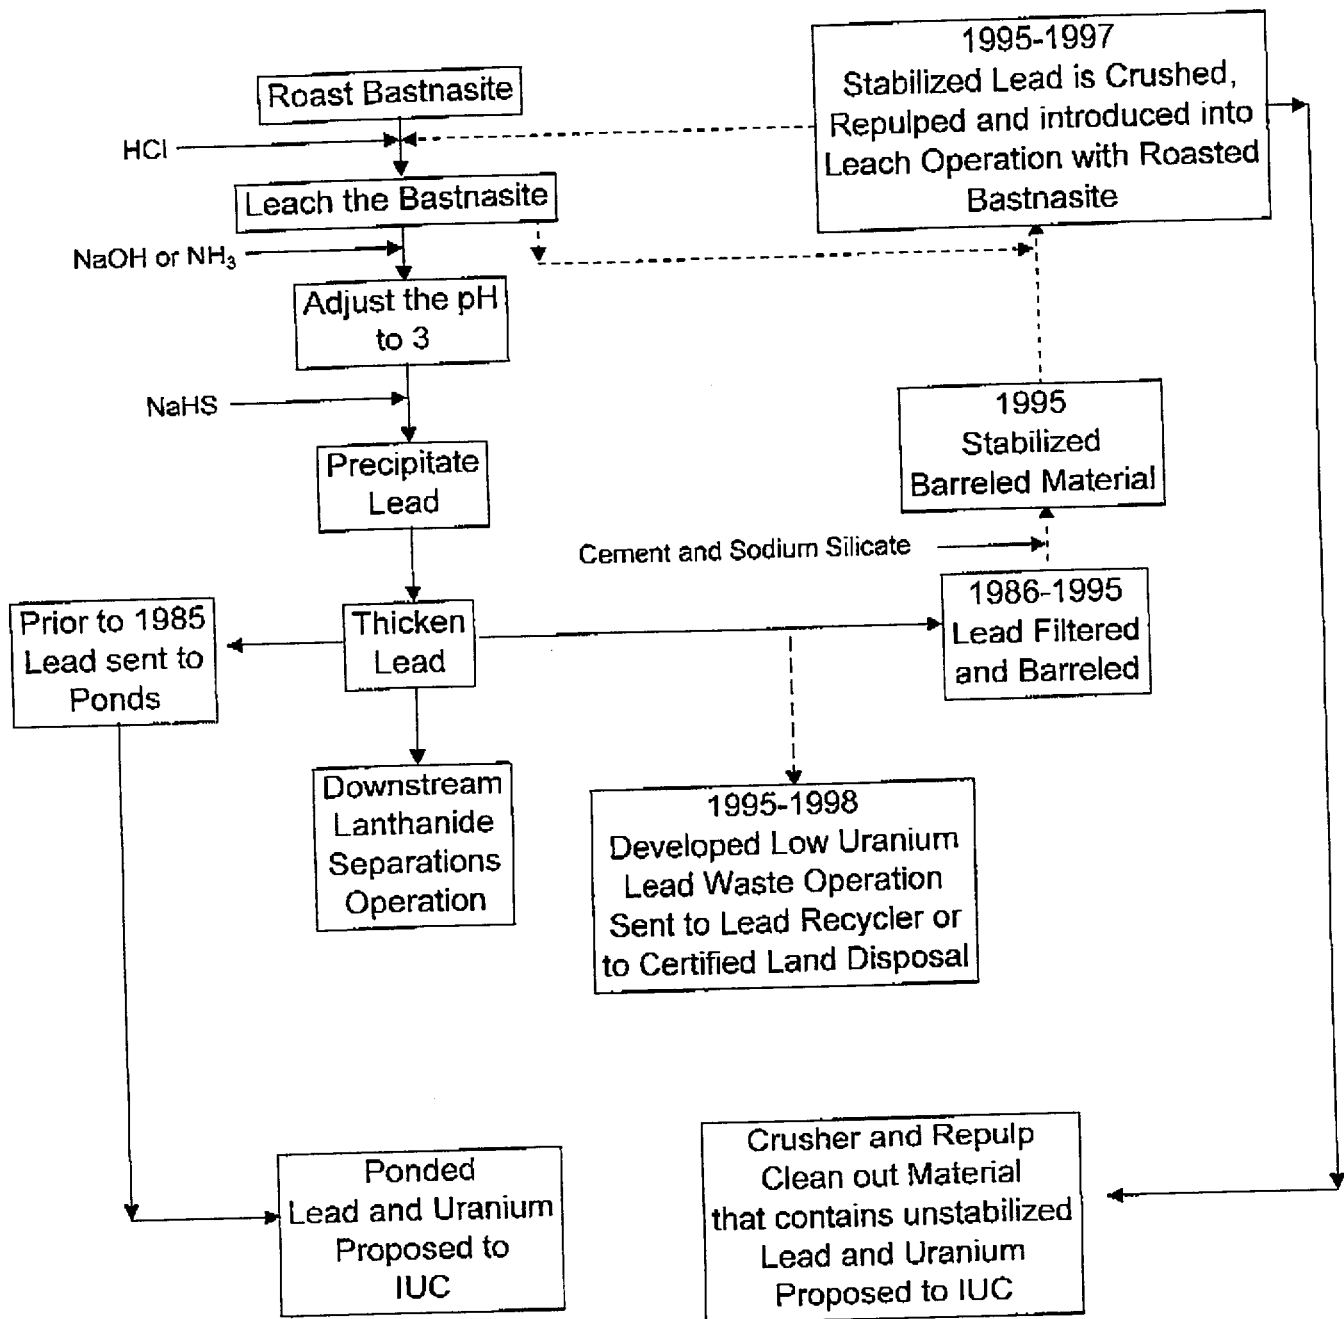 1995-1997
Stabilized Lead is Crushed,
Repulped and introduced into
Leach Operation with Roasted
Bastnasite
Roast Bastnasite
HCl
Leach the Bastnasite
NaOH or NH₃
Adjust the pH
to 3
NaHS
Precipitate
Lead
1995
Stabilized
Barreled Material
Cement and Sodium Silicate
Prior to 1985
Lead sent to
Ponds
Thicken
Lead
1986-1995
Lead Filtered
and Barreled
Downstream
Lanthanide
Separations
Operation
1995-1998
Developed Low Uranium
Lead Waste Operation
Sent to Lead Recycler or
to Certified Land Disposal
Ponded
Lead and Uranium
Proposed to
IUC
Crusher and Repulp
Clean out Material
that contains unstabilized
Lead and Uranium
Proposed to IUC